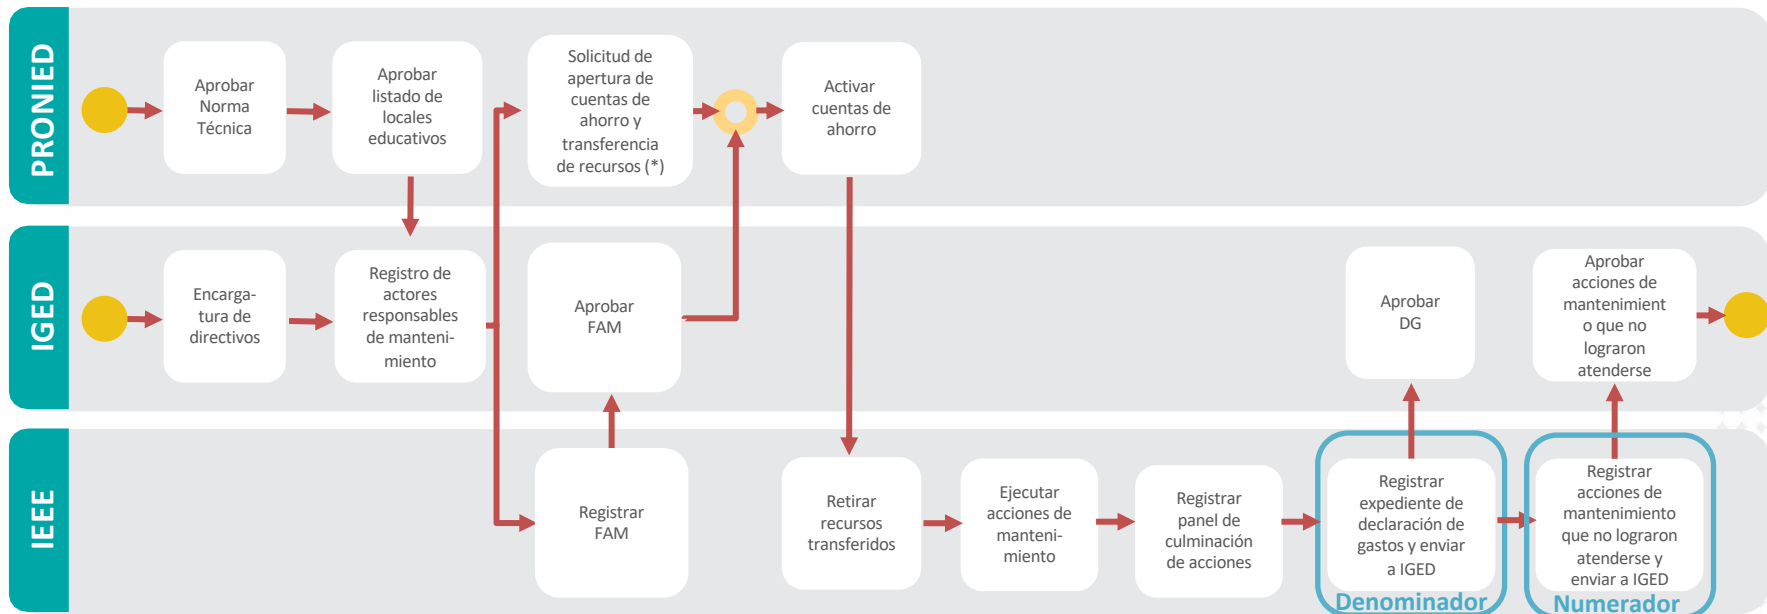 PRONIED
Aprobar
Norma
Técnica
Aprobar
listado de
locales
educativos
Solicitud de
apertura de
cuentas de
ahorro y
transferencia
de recursos (*)
Activar
cuentas de
ahorro
IGED
Encarga-
tura de
directivos
Registro de
actores
responsables
de manteni-
miento
Aprobar
FAM
Aprobar
DG
Aprobar
acciones de
mantenimient
o que no
lograron
atenderse
IEEE
Registrar
FAM
Retirar
recursos
transferidos
Ejecutar
acciones de
manteni-
miento
Registrar
panel de
culminación
de acciones
Registrar
expediente de
declaración de
gastos y enviar
a IGED
Denominador
Registrar
acciones de
mantenimiento
que no lograron
atenderse y
enviar a IGED
Numerador